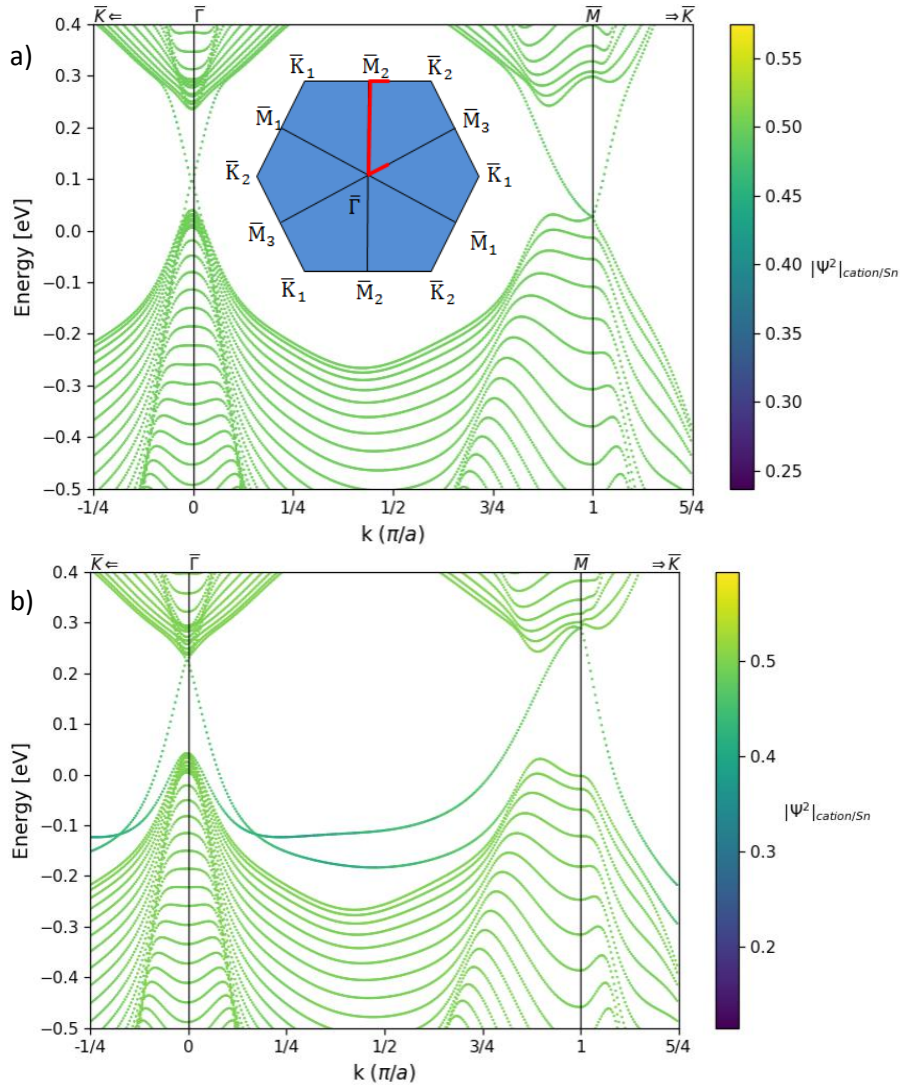 a)
K̅ ⇐ Γ̅ M̅ ⇒ K̅
Energy [eV]
0.4
0.3
0.2
0.1
0.0
−0.1
−0.2
−0.3
−0.4
−0.5
K̅₁ M̅₂ K̅₂
M̅₁ M̅₃
K̅₂ K̅₁
Γ̅
M̅₃ M̅₁
K̅₁ M̅₂ K̅₂
-1/4 0 1/4 1/2 3/4 1 5/4
k (π/a)
0.55
0.50
0.45
0.40
0.35
0.30
0.25
|Ψ²|cation/Sn
b)
K̅ ⇐ Γ̅ M̅ ⇒ K̅
Energy [eV]
0.4
0.3
0.2
0.1
0.0
−0.1
−0.2
−0.3
−0.4
−0.5
-1/4 0 1/4 1/2 3/4 1 5/4
k (π/a)
0.5
0.4
0.3
0.2
|Ψ²|cation/Sn